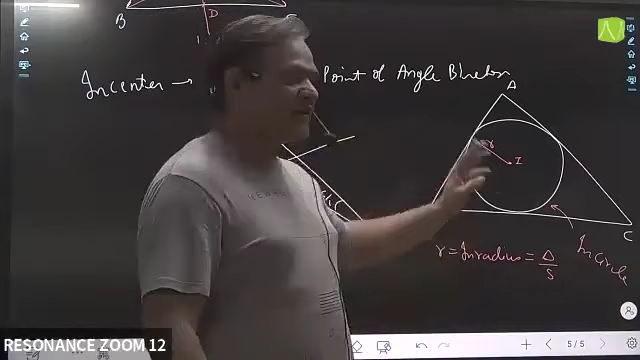 B
D
Incenter → Point of Angle Bisector
A
r
I
C
r = Inradius = Δ/S
Incircle
RESONANCE ZOOM 12
5 / 5